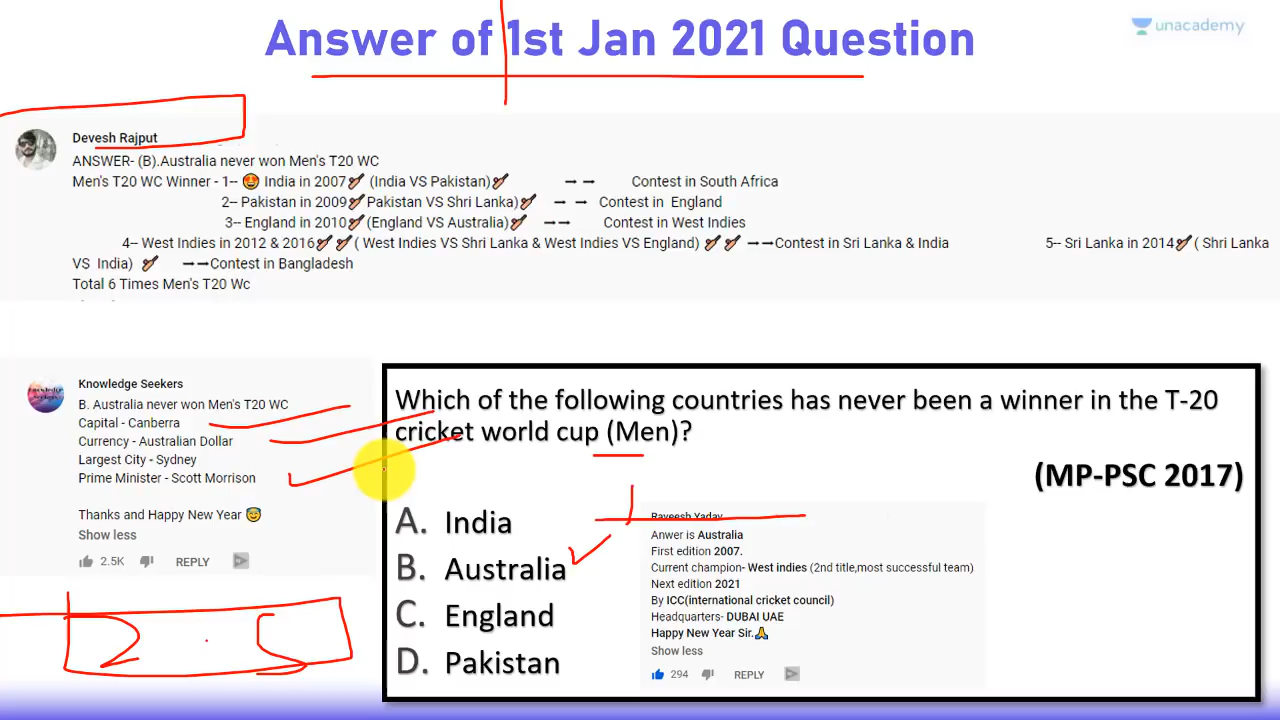 Answer of 1st Jan 2021 Question
unacademy
Devesh Rajput
ANSWER- (B).Australia never won Men's T20 WC
Men's T20 WC Winner - 1-- 😍 India in 2007🏏 (India VS Pakistan)🏏 →→ Contest in South Africa
2-- Pakistan in 2009🏏Pakistan VS Shri Lanka)🏏 → → Contest in England
3-- England in 2010🏏(England VS Australia)🏏 →→ Contest in West Indies
4-- West Indies in 2012 & 2016🏏🏏( West Indies VS Shri Lanka & West Indies VS England) 🏏 🏏 →→Contest in Sri Lanka & India 5-- Sri Lanka in 2014🏏( Shri Lanka
VS India) 🏏 →→Contest in Bangladesh
Total 6 Times Men's T20 Wc
Knowledge Seekers
B. Australia never won Men's T20 WC
Capital - Canberra
Currency - Australian Dollar
Largest City - Sydney
Prime Minister - Scott Morrison
Thanks and Happy New Year 😇
Show less
2.5K REPLY
2.5
Which of the following countries has never been a winner in the T-20
cricket world cup (Men)?
(MP-PSC 2017)
A. India
B. Australia
C. England
D. Pakistan
Raveesh Yadav
Anwer is Australia
First edition 2007.
Current champion- West indies (2nd title,most successful team)
Next edition 2021
By ICC(international cricket council)
Headquarters- DUBAI UAE
Happy New Year Sir.🙏
Show less
294 REPLY